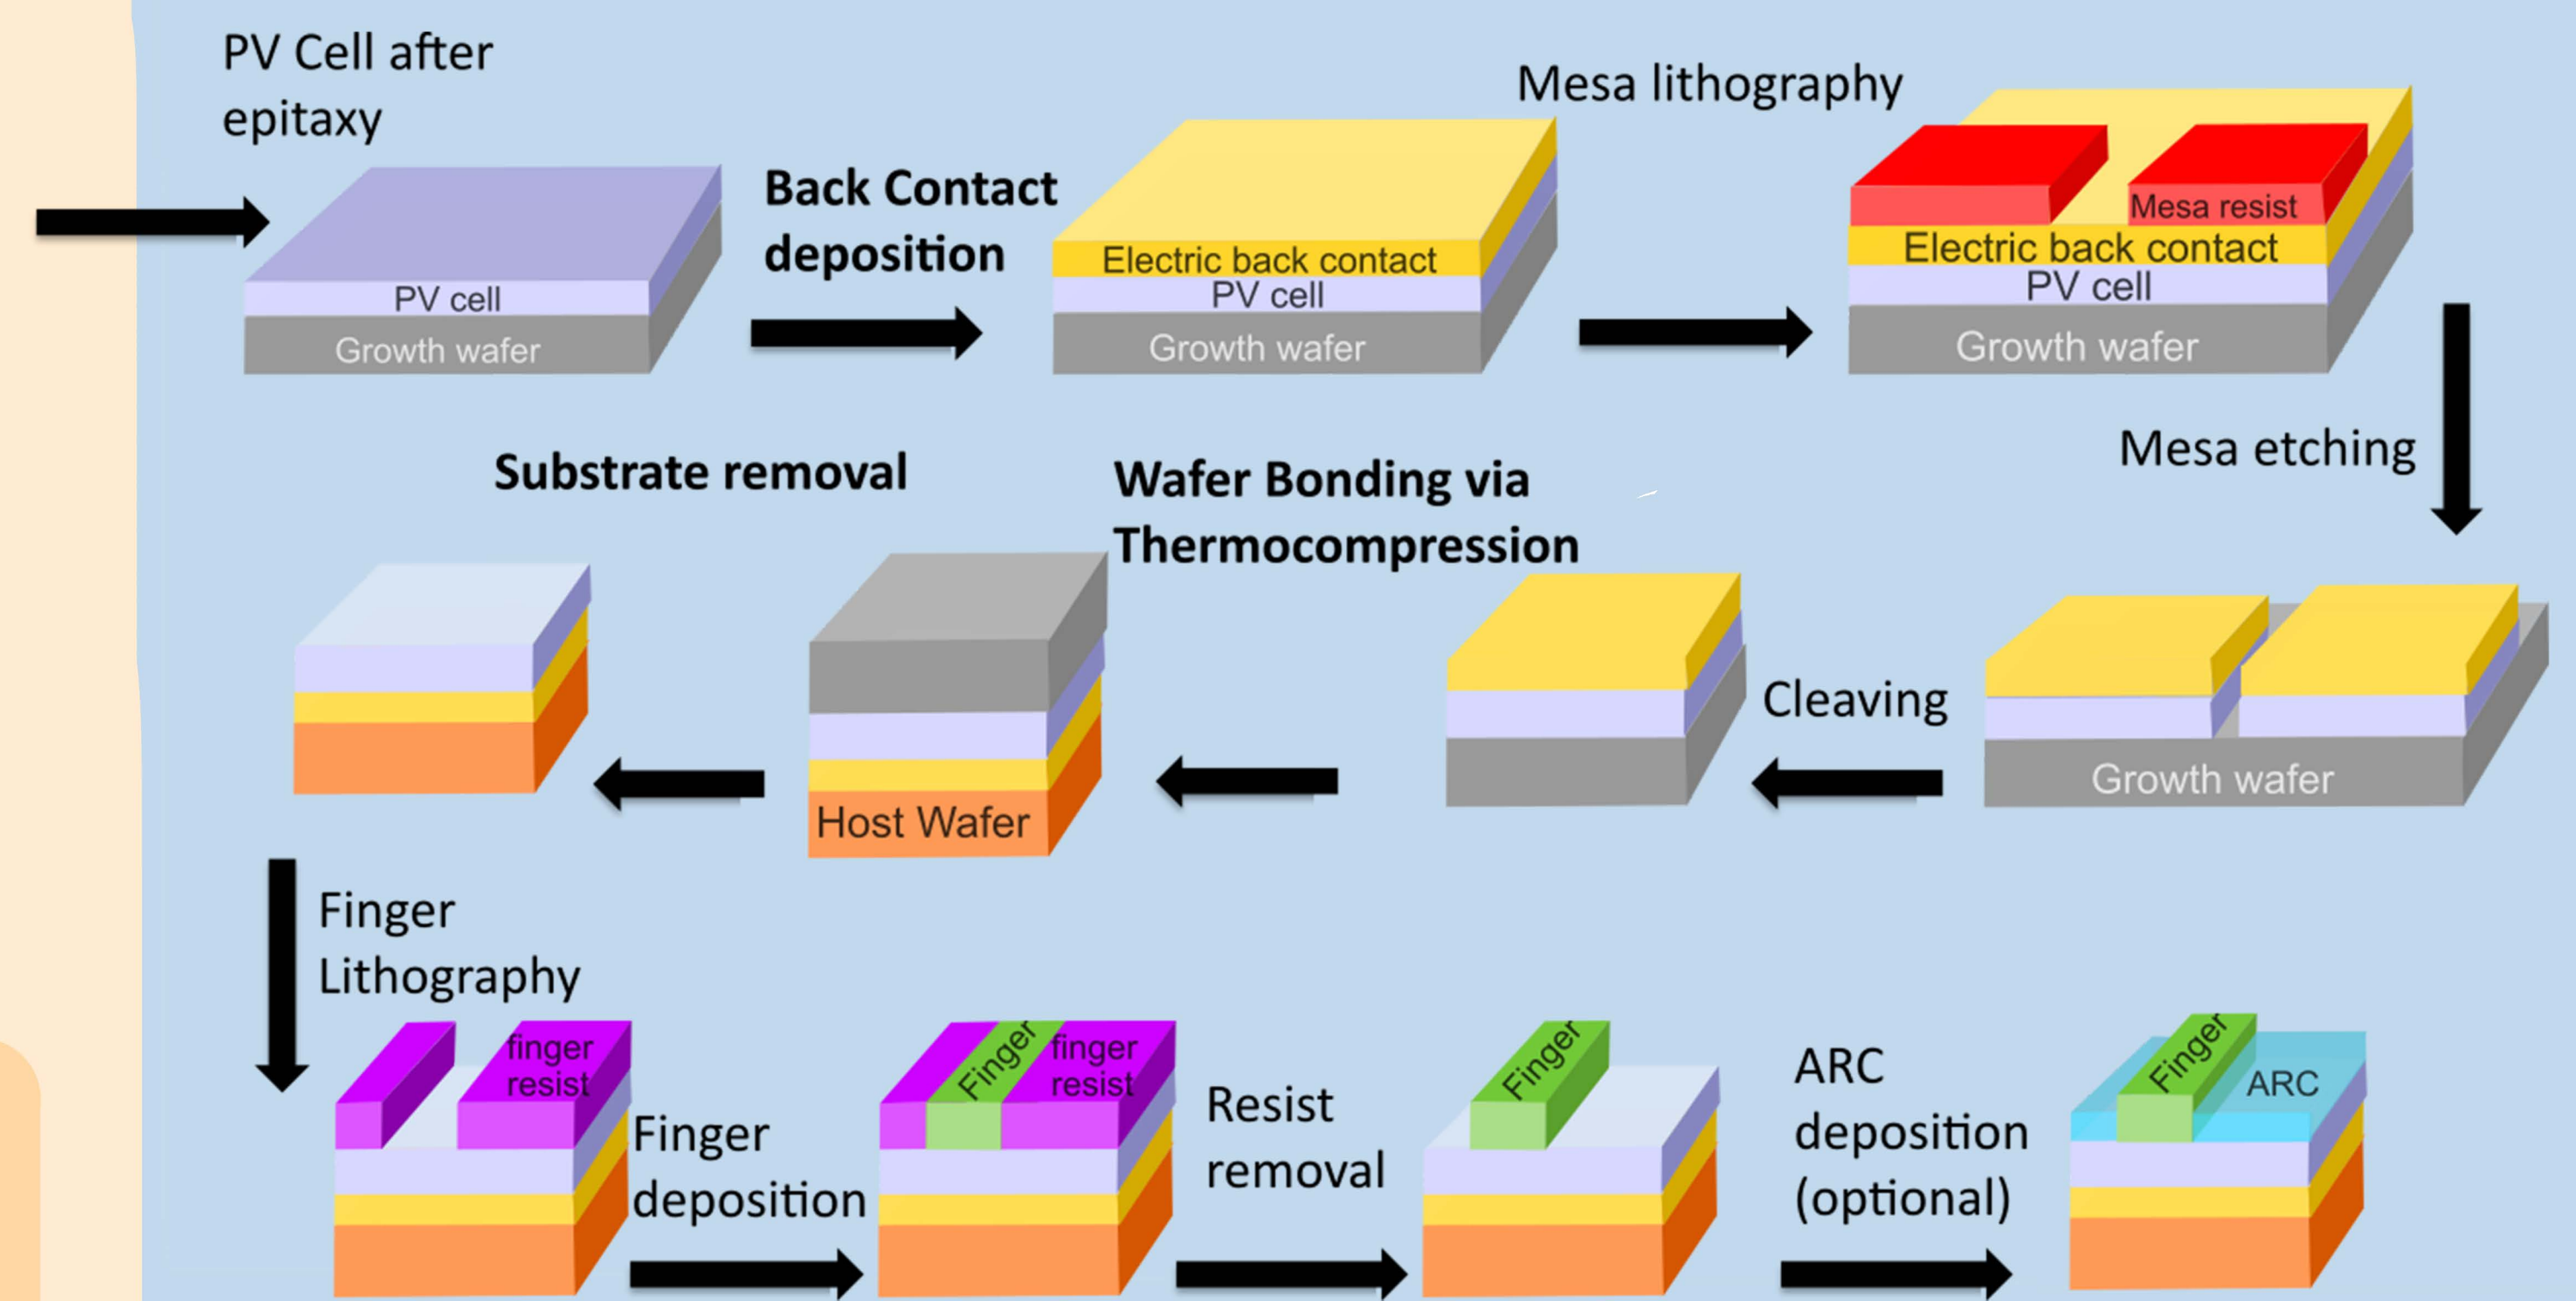 PV Cell after
epitaxy
PV cell
Growth wafer
Back Contact
deposition
Electric back contact
PV cell
Growth wafer
Mesa lithography
Mesa resist
Electric back contact
PV cell
Growth wafer
Mesa etching
Growth wafer
Cleaving
Wafer Bonding via
Thermocompression
Host Wafer
Substrate removal
Finger
Lithography
finger
resist
Finger
deposition
Finger
finger
resist
Resist
removal
Finger
ARC
deposition
(optional)
Finger
ARC